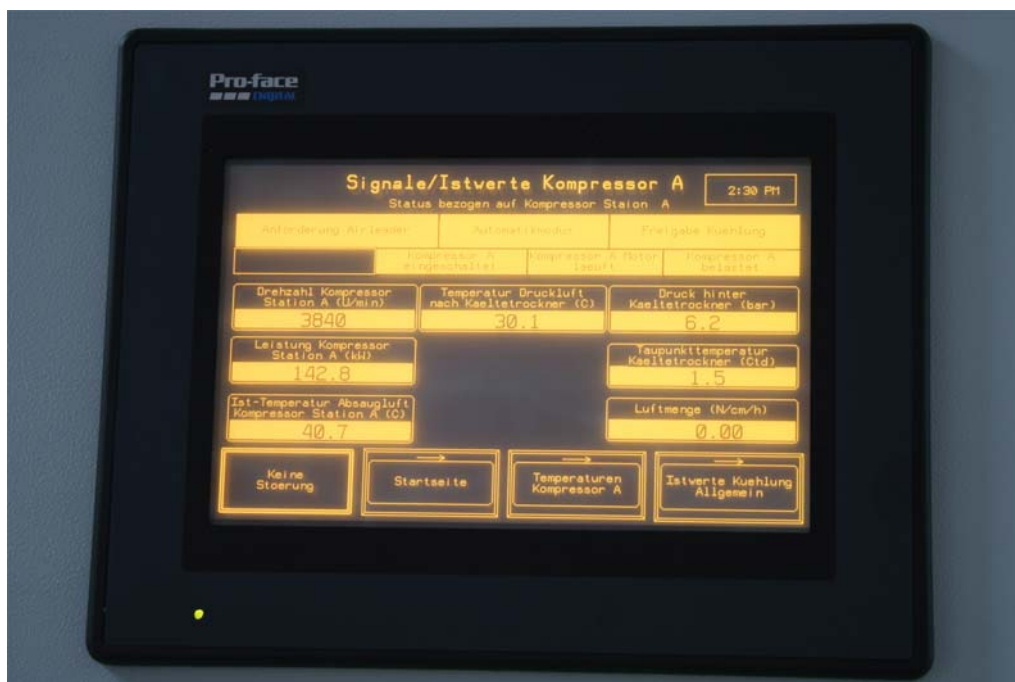 Pro-face
DIGITAL
Signale/Istwerte Kompressor A
2:30 PM
Status bezogen auf Kompressor Staion A
Anforderung Airleader
Automatikmodus
Freigabe Kuehlung
Kompressor A
eingeschaltet
Kompressor A Motor
laeuft
Kompressor A
belastet
Drehzahl Kompressor
Station A (U/min)
3840
Temperatur Druckluft
nach Kaeltetrockner (C)
30.1
Druck hinter
Kaeltetrockner (bar)
6.2
Leistung Kompressor
Station A (kW)
142.8
Taupunkttemperatur
Kaeltetrockner (Ctd)
1.5
Ist-Temperatur Absaugluft
Kompressor Station A (C)
40.7
Luftmenge (N/cm/h)
0.00
Keine
Stoerung
Startseite
Temperaturen
Kompressor A
Istwerte Kuehlung
Allgemein